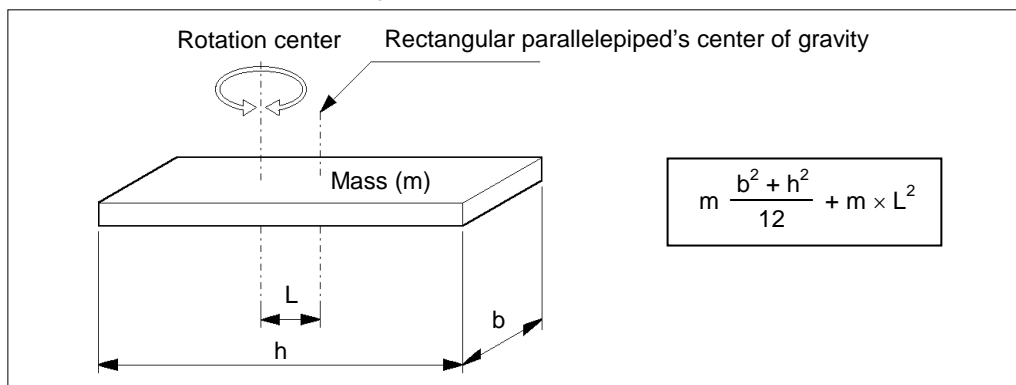 Rotation center
Rectangular parallelepiped's center of gravity
Mass (m)
m (b² + h²)/12 + m × L²
L
b
h